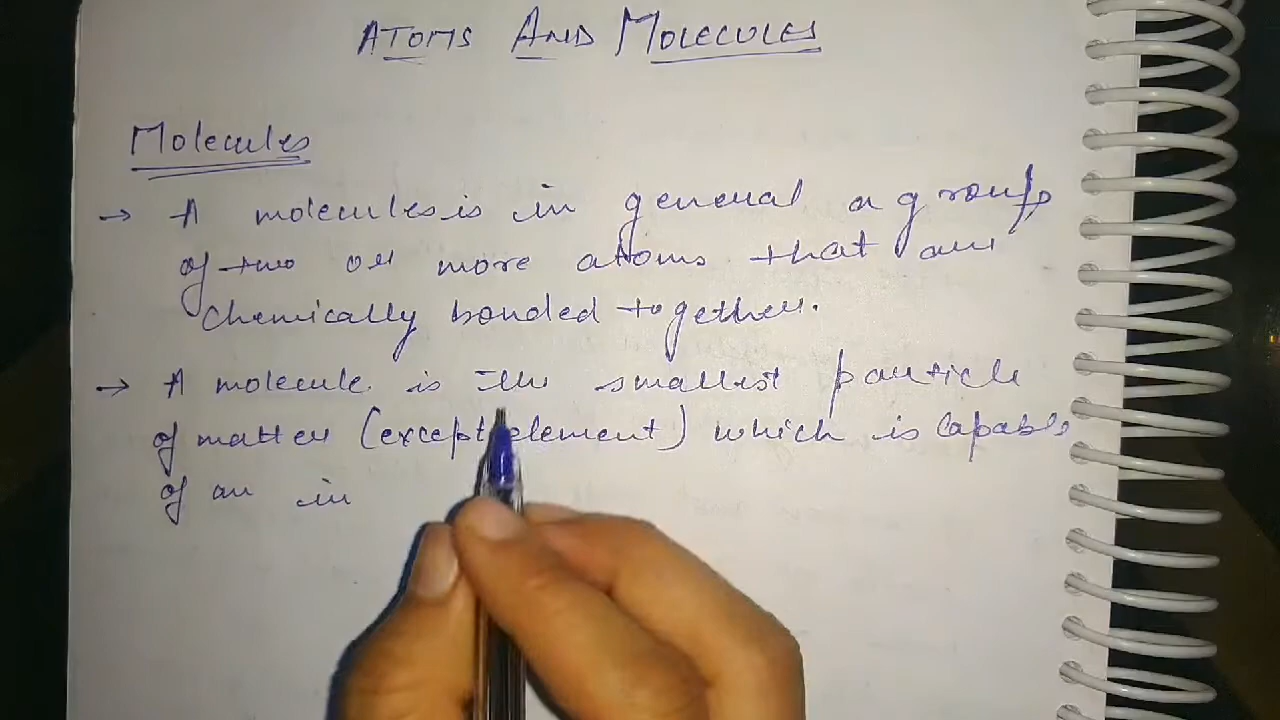 ATOMS AND MOLECULES
Molecules
→ A molecules is in general a group
of two or more atoms that are
chemically bonded together.
→ A molecule is the smallest particle
of matter (except element) which is capable
of an in